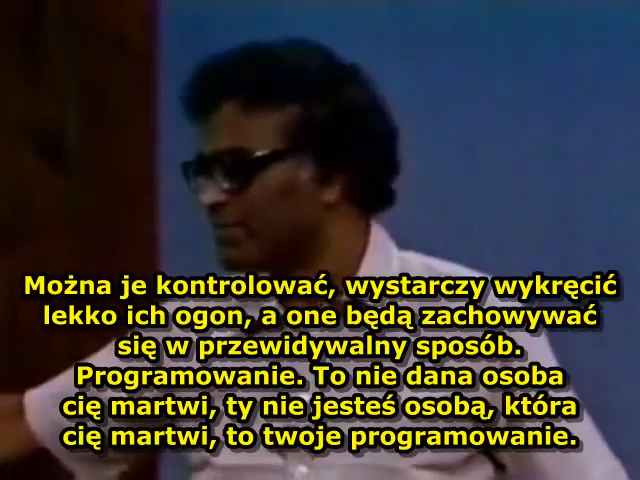 Można je kontrolować, wystarczy wykręcić
lekko ich ogon, a one będą zachowywać
się w przewidywalny sposób.
Programowanie. To nie dana osoba
cię martwi, ty nie jesteś osobą, która
cię martwi, to twoje programowanie.